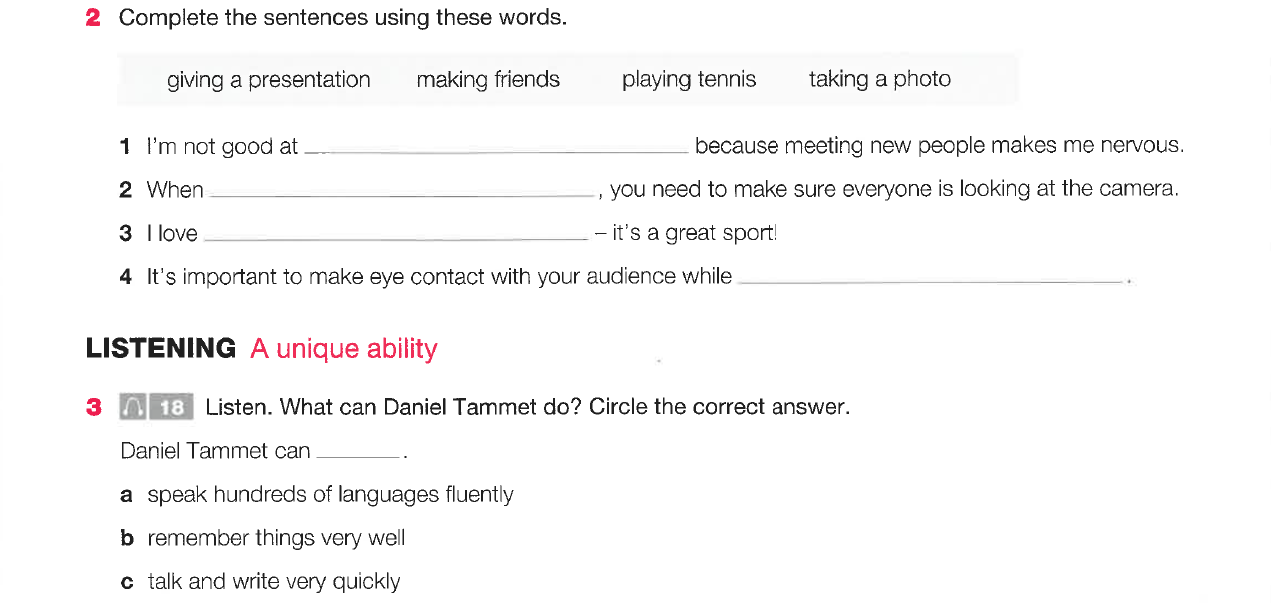 2 Complete the sentences using these words.
giving a presentation making friends playing tennis taking a photo
1 I'm not good at ______ because meeting new people makes me nervous.
2 When ______, you need to make sure everyone is looking at the camera.
3 I love ______ – it's a great sport!
4 It's important to make eye contact with your audience while ______.
LISTENING A unique ability
3 18 Listen. What can Daniel Tammet do? Circle the correct answer.
Daniel Tammet can ______.
a speak hundreds of languages fluently
b remember things very well
c talk and write very quickly